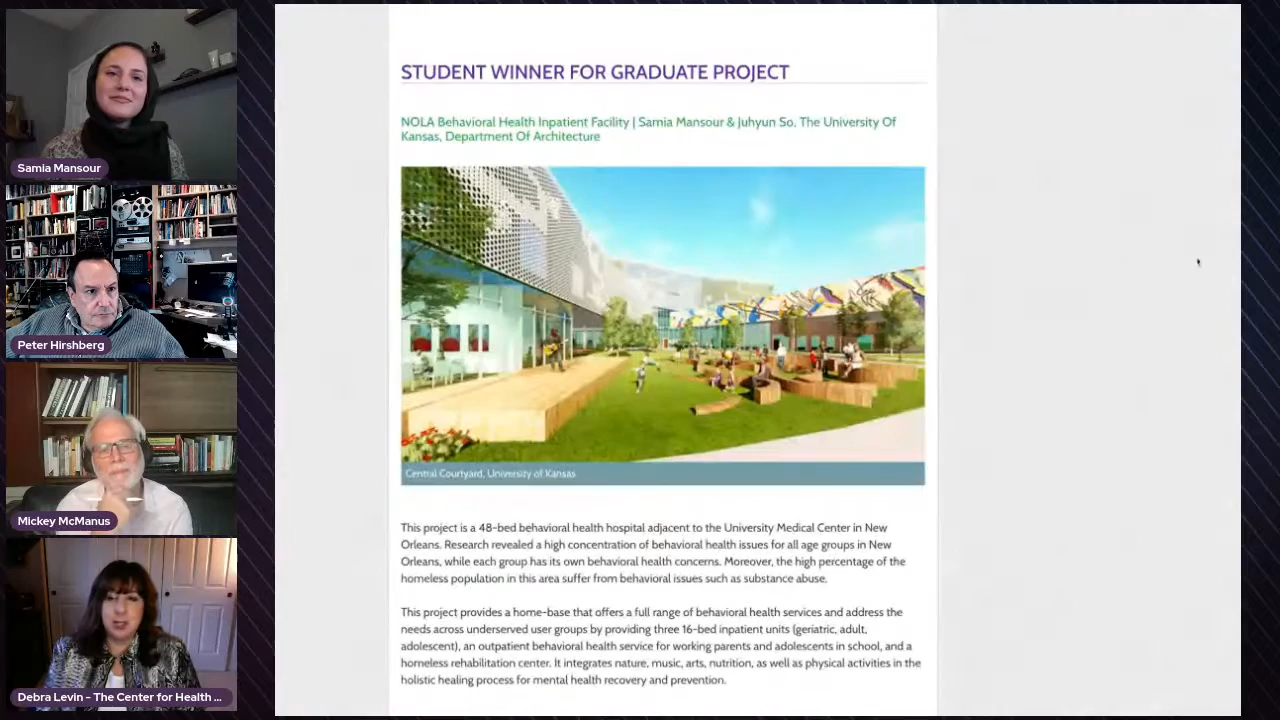 Samia Mansour
Peter Hirshberg
Mickey McManus
Debra Levin - The Center for Health ...
STUDENT WINNER FOR GRADUATE PROJECT
NOLA Behavioral Health Inpatient Facility | Samia Mansour & Juhyun So, The University Of
Kansas, Department Of Architecture
Central Courtyard, University of Kansas
This project is a 48-bed behavioral health hospital adjacent to the University Medical Center in New
Orleans. Research revealed a high concentration of behavioral health issues for all age groups in New
Orleans, while each group has its own behavioral health concerns. Moreover, the high percentage of the
homeless population in this area suffer from behavioral issues such as substance abuse.
This project provides a home-base that offers a full range of behavioral health services and address the
needs across underserved user groups by providing three 16-bed inpatient units (geriatric, adult,
adolescent), an outpatient behavioral health service for working parents and adolescents in school, and a
homeless rehabilitation center. It integrates nature, music, arts, nutrition, as well as physical activities in the
holistic healing process for mental health recovery and prevention.